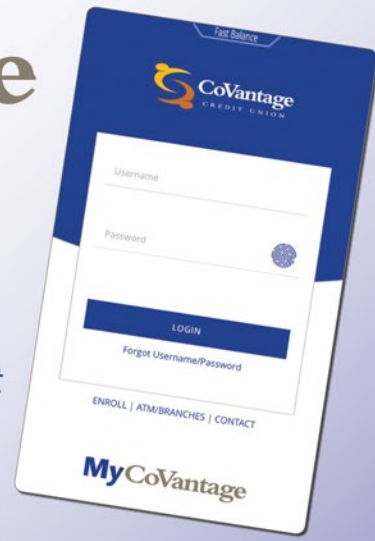 e
Fast Balance
CoVantage
CREDIT UNION
Username
Password
LOGIN
Forgot Username/Password
t
ENROLL | ATM/BRANCHES | CONTACT
MyCoVantage